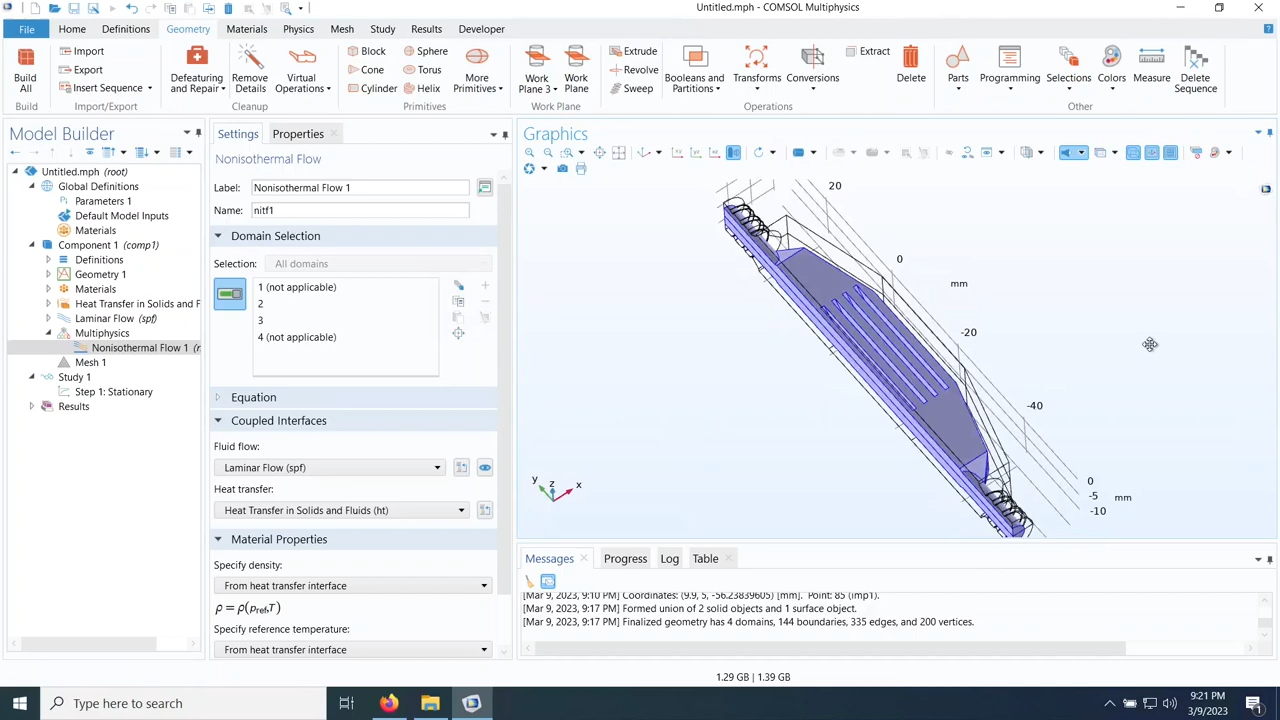 Untitled.mph - COMSOL Multiphysics
File Home Definitions Geometry Materials Physics Mesh Study Results Developer
Build All
Build
Import
Export
Insert Sequence
Import/Export
Defeaturing and Repair
Remove Details
Virtual Operations
Cleanup
Block Sphere
Cone Torus
Cylinder Helix
More Primitives
Primitives
Work Plane 3
Work Plane
Work Plane
Extrude
Revolve
Sweep
Booleans and Partitions
Transforms
Conversions
Extract
Delete
Operations
Parts
Programming
Selections
Colors
Measure
Delete Sequence
Other
Model Builder
Untitled.mph (root)
Global Definitions
Parameters 1
Default Model Inputs
Materials
Component 1 (comp1)
Definitions
Geometry 1
Materials
Heat Transfer in Solids and F
Laminar Flow (spf)
Multiphysics
Nonisothermal Flow 1 (n
Mesh 1
Study 1
Step 1: Stationary
Results
Settings Properties
Nonisothermal Flow
Label: Nonisothermal Flow 1
Name: nitf1
Domain Selection
Selection: All domains
1 (not applicable)
2
3
4 (not applicable)
Equation
Coupled Interfaces
Fluid flow:
Laminar Flow (spf)
Heat transfer:
Heat Transfer in Solids and Fluids (ht)
Material Properties
Specify density:
From heat transfer interface
ρ = ρ(pref,T)
Specify reference temperature:
From heat transfer interface
Graphics
20
0
mm
-20
-40
0
-5 mm
-10
y z x
Messages Progress Log Table
[Mar 9, 2023, 9:10 PM] Coordinates: (9.9, 5, -56.23839605) [mm]. Point: 85 (imp1).
[Mar 9, 2023, 9:17 PM] Formed union of 2 solid objects and 1 surface object.
[Mar 9, 2023, 9:17 PM] Finalized geometry has 4 domains, 144 boundaries, 335 edges, and 200 vertices.
1.29 GB | 1.39 GB
Type here to search
9:21 PM
3/9/2023
1